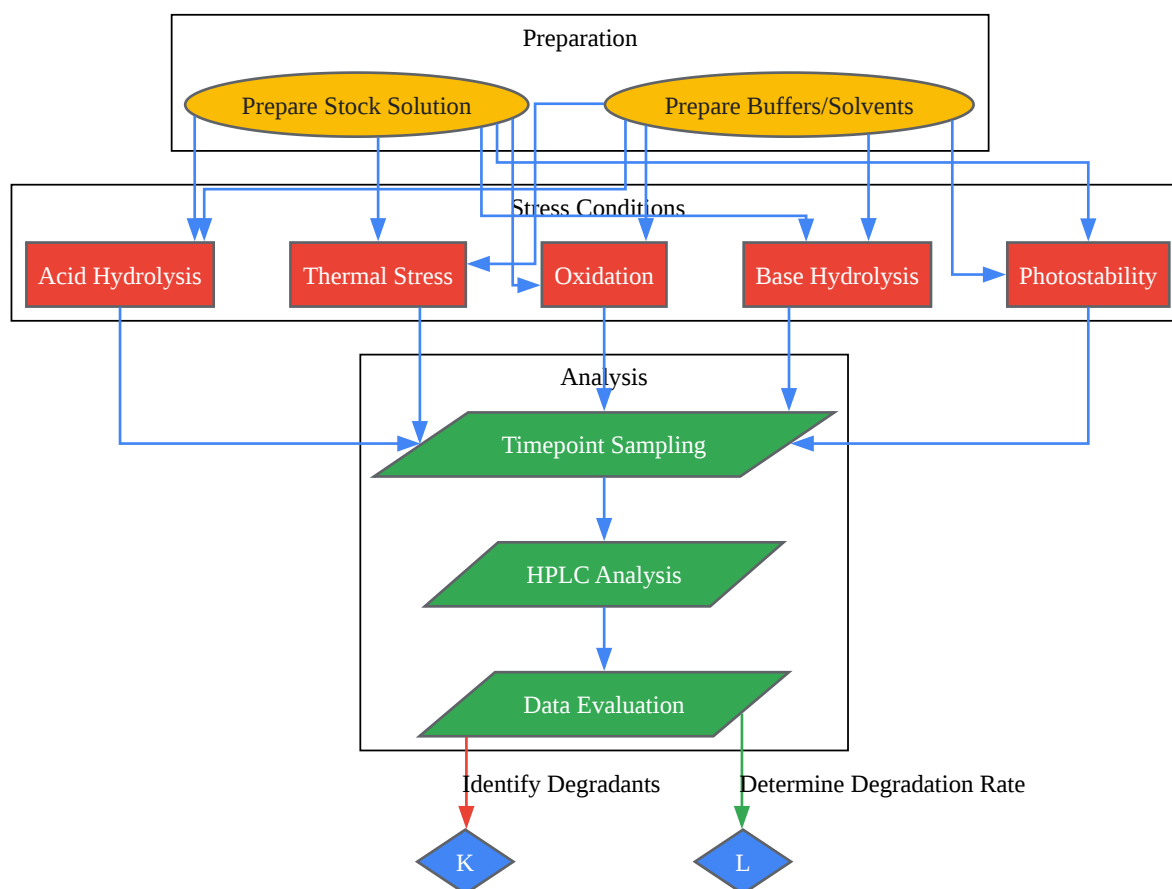 Preparation
Prepare Stock Solution
Prepare Buffers/Solvents
Stress Conditions
Acid Hydrolysis
Thermal Stress
Oxidation
Base Hydrolysis
Photostability
Analysis
Timepoint Sampling
HPLC Analysis
Data Evaluation
Identify Degradants
Determine Degradation Rate
K
L